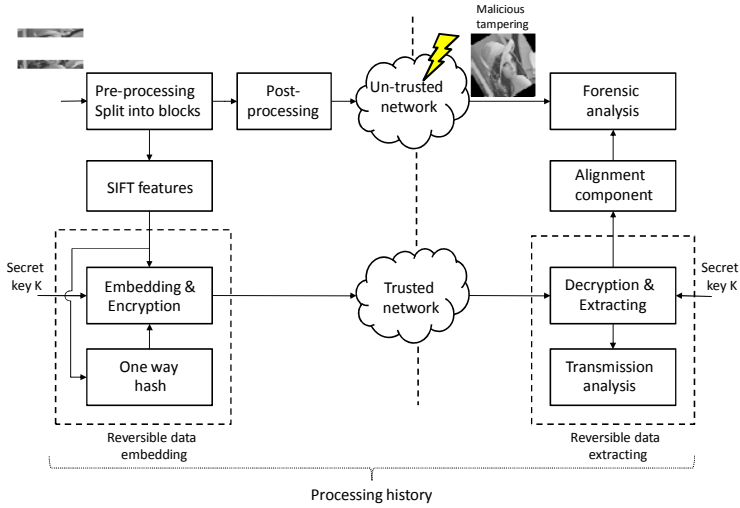 Malicious
tampering
Pre-processing
Split into blocks
Post-
processing
Un-trusted
network
Forensic
analysis
SIFT features
Alignment
component
Secret
key K
Embedding &
Encryption
Trusted
network
Decryption &
Extracting
Secret
key K
One way
hash
Transmission
analysis
Reversible data
embedding
Reversible data
extracting
Processing history